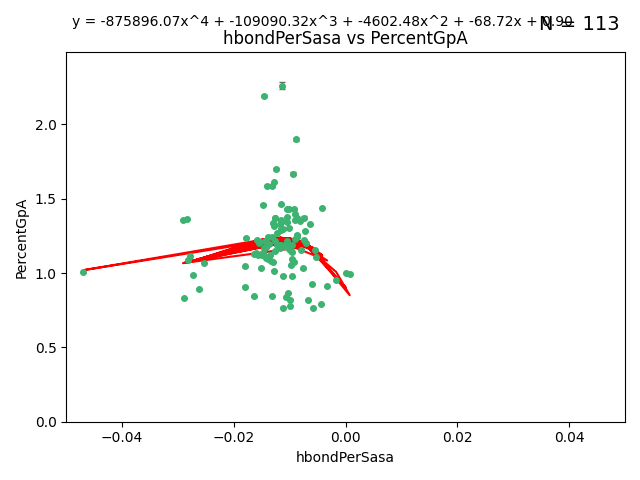 y = -875896.07x^4 + -109090.32x^3 + -4602.48x^2 + -68.72x + 0.90
N = 113
hbondPerSasa vs PercentGpA
PercentGpA
2.0
1.5
1.0
0.5
0.0
−0.04
−0.02
0.00
0.02
0.04
hbondPerSasa